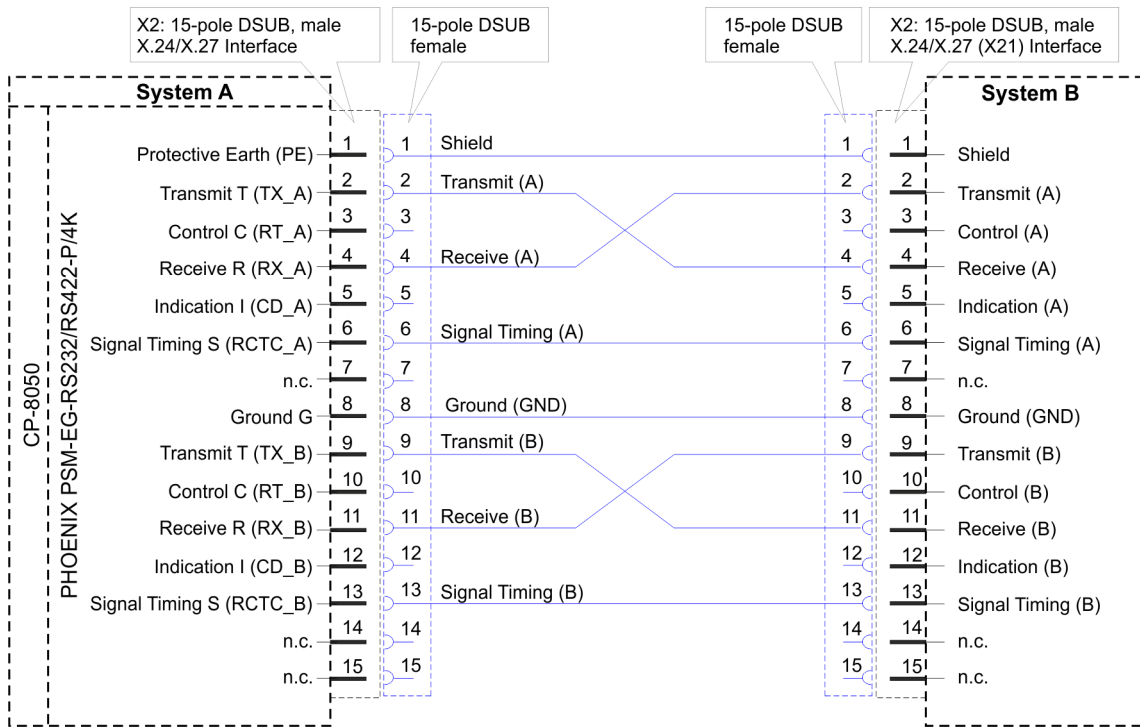 X2: 15-pole DSUB, male
X.24/X.27 Interface
15-pole DSUB
female
15-pole DSUB
female
X2: 15-pole DSUB, male
X.24/X.27 (X21) Interface
System A
System B
CP-8050
PHOENIX PSM-EG-RS232/RS422-P/4K
Protective Earth (PE) 1 1 Shield 1 1 Shield
Transmit T (TX_A) 2 2 Transmit (A) 2 2 Transmit (A)
Control C (RT_A) 3 3 3 3 Control (A)
Receive R (RX_A) 4 4 Receive (A) 4 4 Receive (A)
Indication I (CD_A) 5 5 5 5 Indication (A)
Signal Timing S (RCTC_A) 6 6 Signal Timing (A) 6 6 Signal Timing (A)
n.c. 7 7 7 7 n.c.
Ground G 8 8 Ground (GND) 8 8 Ground (GND)
Transmit T (TX_B) 9 9 Transmit (B) 9 9 Transmit (B)
Control C (RT_B) 10 10 10 10 Control (B)
Receive R (RX_B) 11 11 Receive (B) 11 11 Receive (B)
Indication I (CD_B) 12 12 12 12 Indication (B)
Signal Timing S (RCTC_B) 13 13 Signal Timing (B) 13 13 Signal Timing (B)
n.c. 14 14 14 14 n.c.
n.c. 15 15 15 15 n.c.